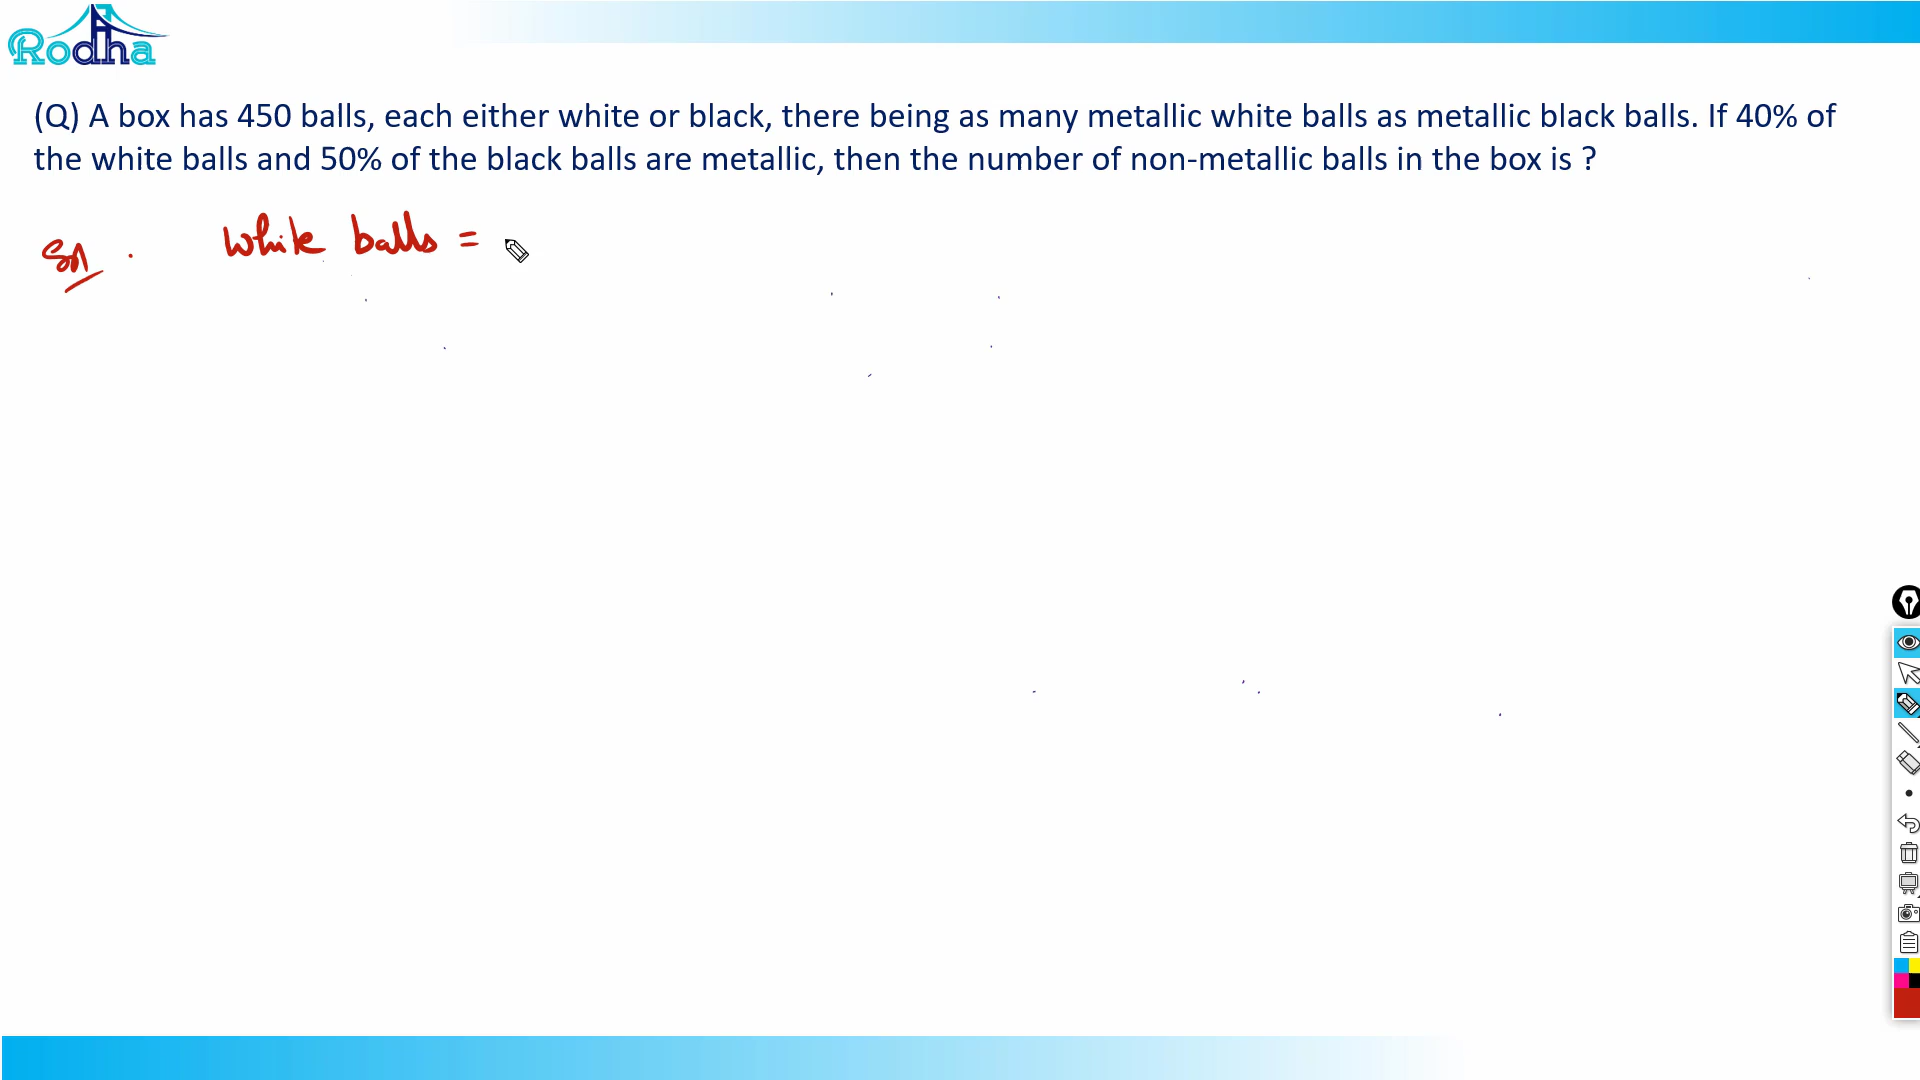 Rodha
(Q) A box has 450 balls, each either white or black, there being as many metallic white balls as metallic black balls. If 40% of
the white balls and 50% of the black balls are metallic, then the number of non-metallic balls in the box is ?
Sol . white balls =